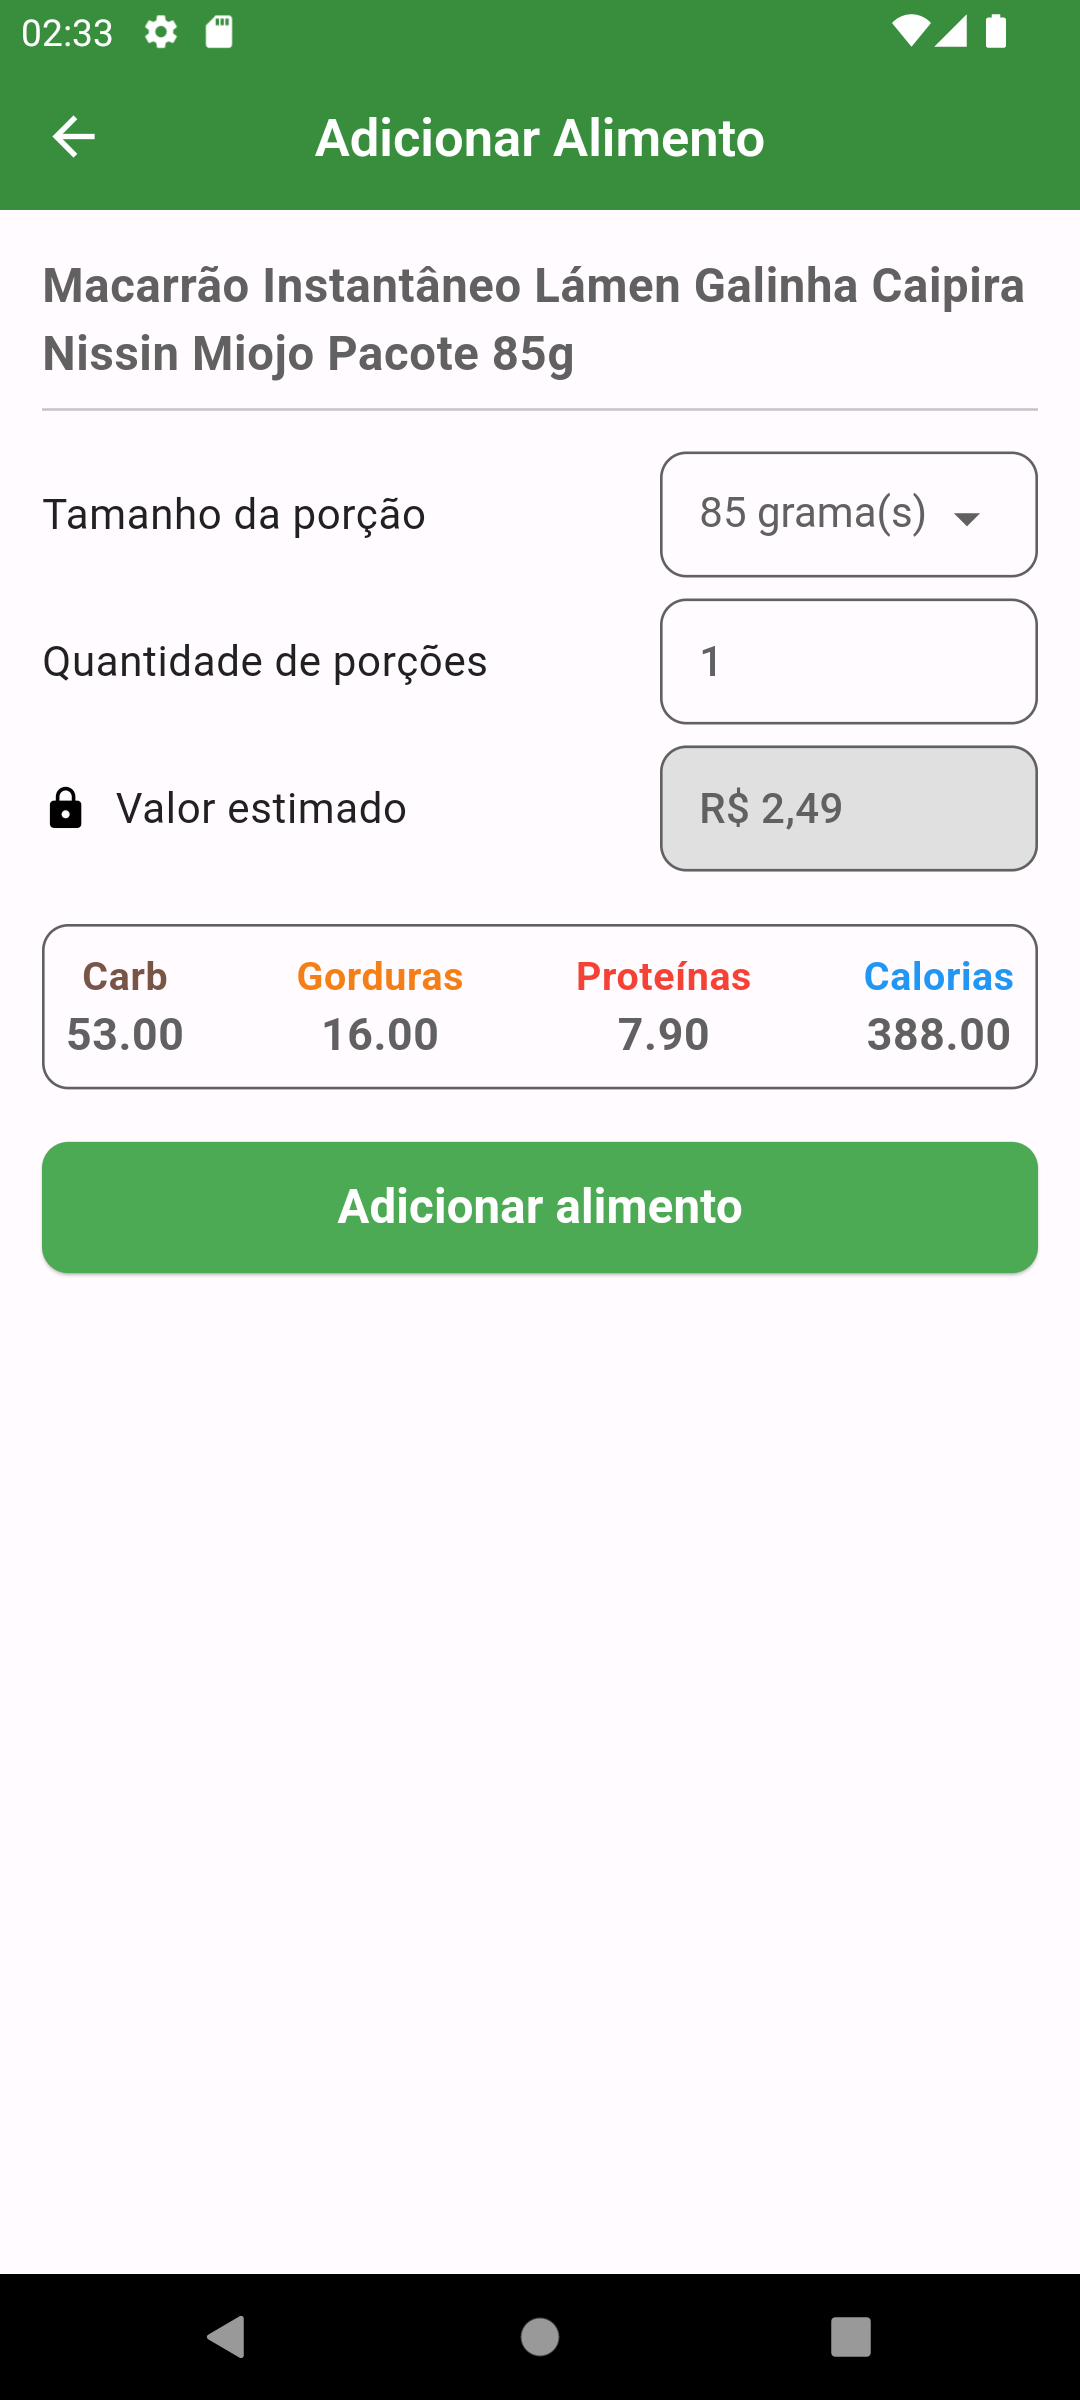 02:33
Adicionar Alimento
Macarrão Instantâneo Lámen Galinha Caipira
Nissin Miojo Pacote 85g
Tamanho da porção
85 grama(s)
Quantidade de porções
1
Valor estimado
R$ 2,49
Carb Gorduras Proteínas Calorias
53.00 16.00 7.90 388.00
Adicionar alimento